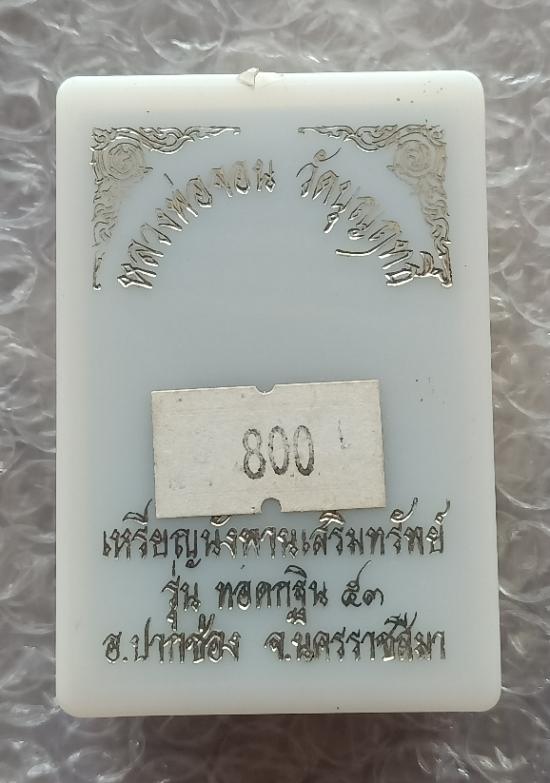 หลวงพ่อจอน วัดบุญฤทธิ์
800
เหรียญนั่งพานเสริมทรัพย์
รุ่น ทอดกฐิน ๕๓
อ.ปากช้อง จ.นครราชสีมา